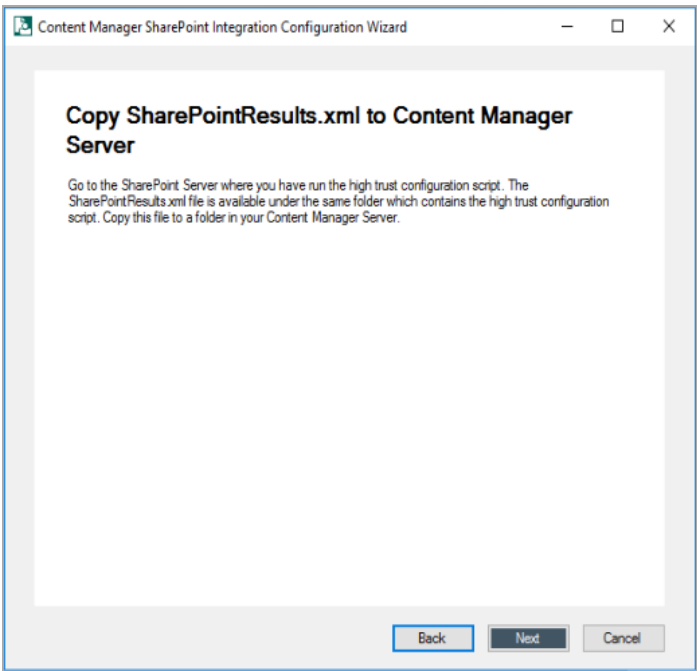 Content Manager SharePoint Integration Configuration Wizard
Copy SharePointResults.xml to Content Manager
Server
Go to the SharePoint Server where you have run the high trust configuration script. The
SharePointResults.xml file is available under the same folder which contains the high trust configuration
script. Copy this file to a folder in your Content Manager Server.
Back Next Cancel